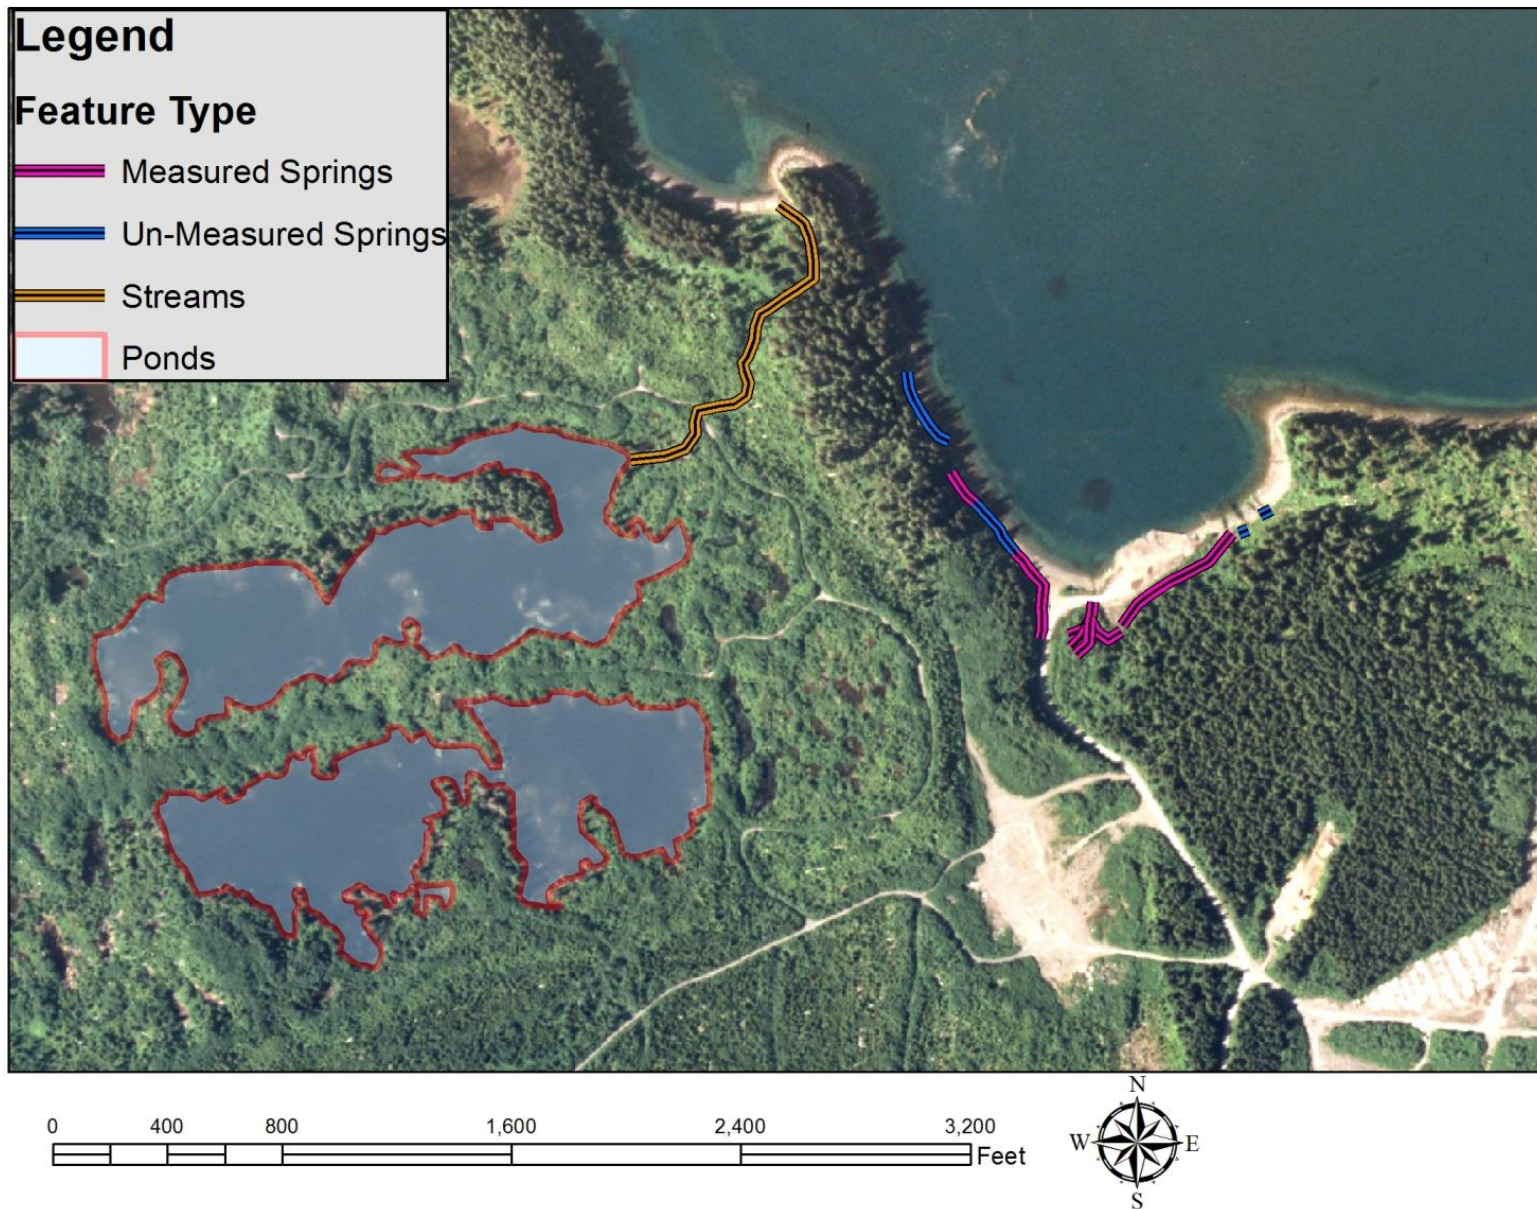 Legend
Feature Type
Measured Springs
Un-Measured Springs
Streams
Ponds
0 400 800 1,600 2,400 3,200
Feet
N
W E
S